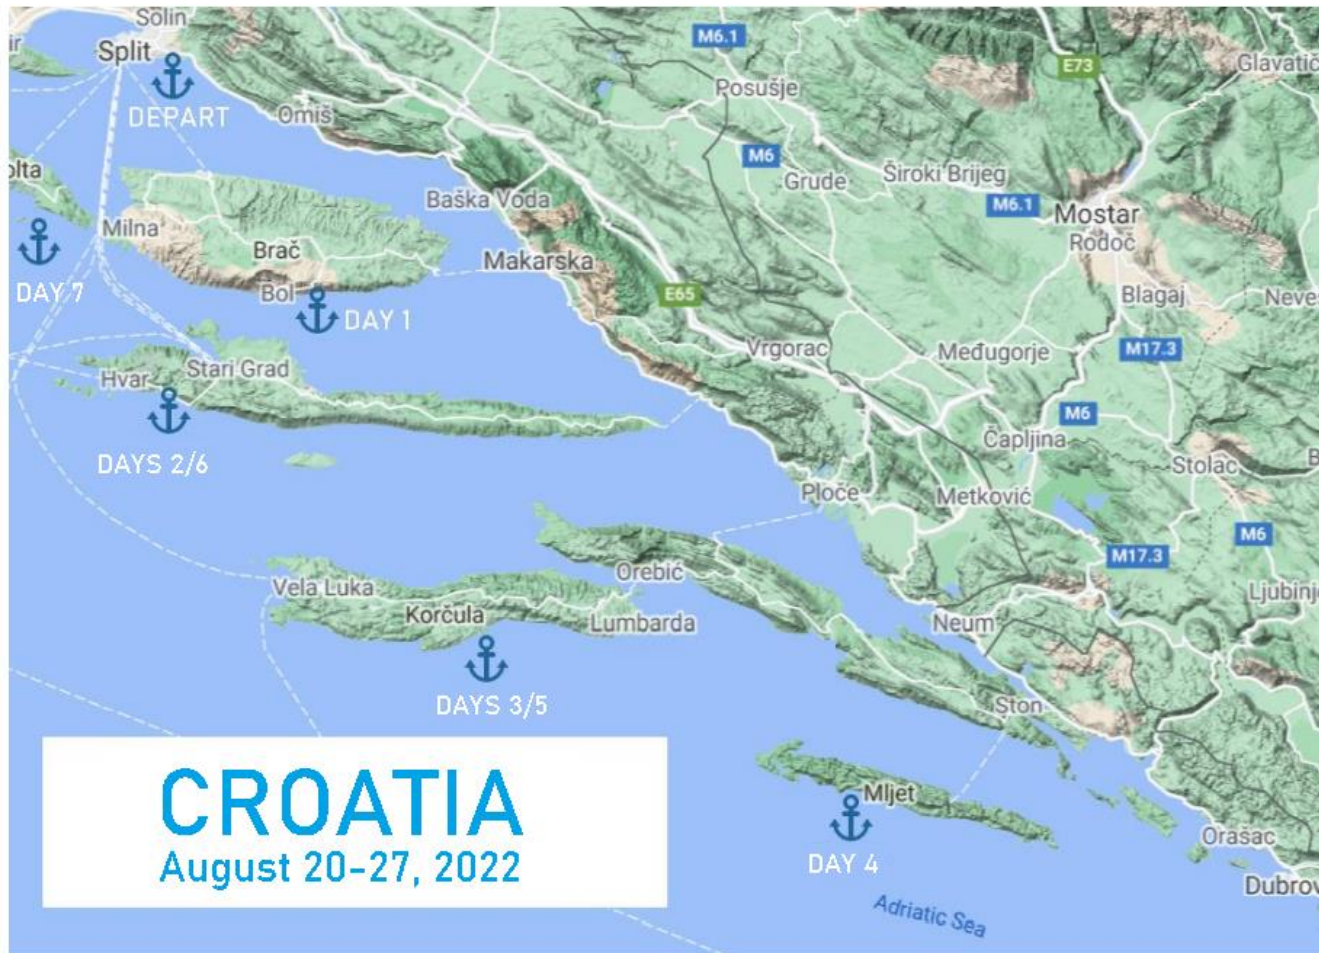 Solin
Split
DEPART
Omiš
M6.1
Posušje
E73
Glavatič
M6
Grude
Široki Brijeg
M6.1
Mostar
Rodoč
Blagaj
Neves
olta
Milna
DAY 7
Brač
Bol
DAY 1
Baška Voda
Makarska
E65
Vrgorac
Međugorje
M17.3
M6
Čapljina
Stolac
Hvar
Stari Grad
DAYS 2/6
Ploče
Metković
M6
M17.3
Ljubinje
Vela Luka
Korčula
Lumbarda
Orebić
Neum
DAYS 3/5
Ston
Mljet
DAY 4
Orašac
Dubrov
Adriatic Sea
CROATIA
August 20-27, 2022